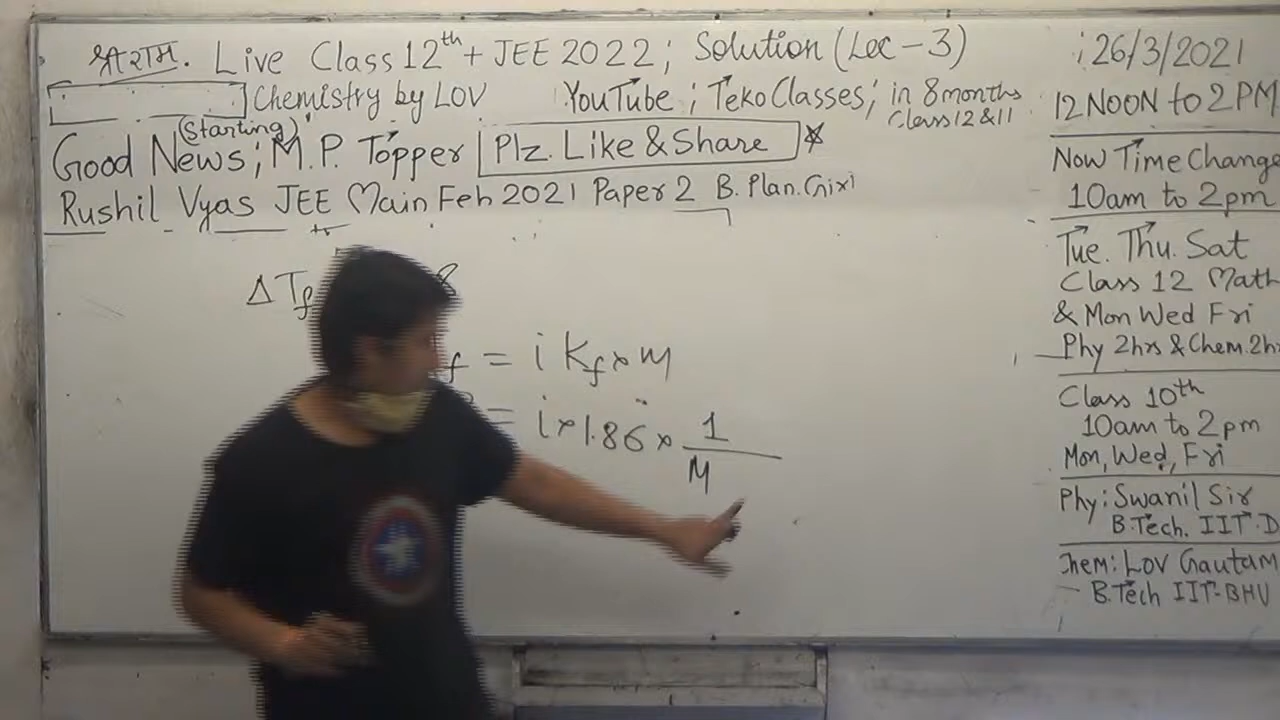 श्री राम. Live Class 12th + JEE 2022; Solution (Lec - 3)
Chemistry by LOV YouTube; TekoClasses; in 8 months
Class 12 & 11
(Starting)
Good News; M.P. Topper Plz. Like & Share
Rushil Vyas JEE Main Feb 2021 Paper 2 B. Plan. Gixi
ΔTf 8
f = i Kf × m
= i × 1.86 × 1
M
; 26/3/2021
12 NOON to 2 PM
Now Time Change
10am to 2pm
Tue. Thu. Sat
Class 12 Math
& Mon Wed Fri
Phy 2hrs & Chem. 2h
Class 10th
10am to 2pm
Mon, Wed, Fri
Phy: Swanil Sir
B.Tech. IIT-D
Chem: Lov Gautam
B.Tech IIT-BHU